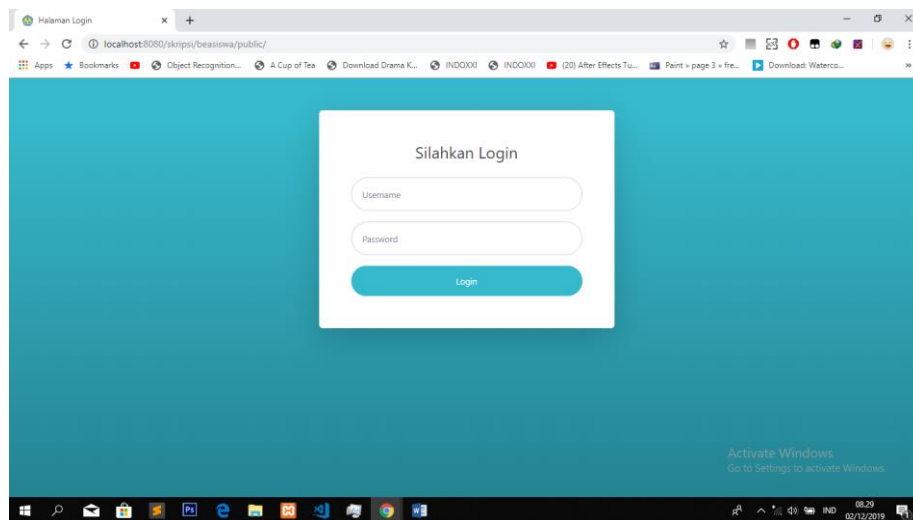 Halaman Login
localhost:8080/skripsi/beasiswa/public/
Apps Bookmarks Object Recognition... A Cup of Tea Download Drama K... INDOXXI INDOXXI (20) After Effects Tu... Paint » page 3 « fre... Download: Waterco... »
Silahkan Login
Username
Password
Login
Activate Windows
Go to Settings to activate Windows.
Ps W IND 08.29
02/12/2019